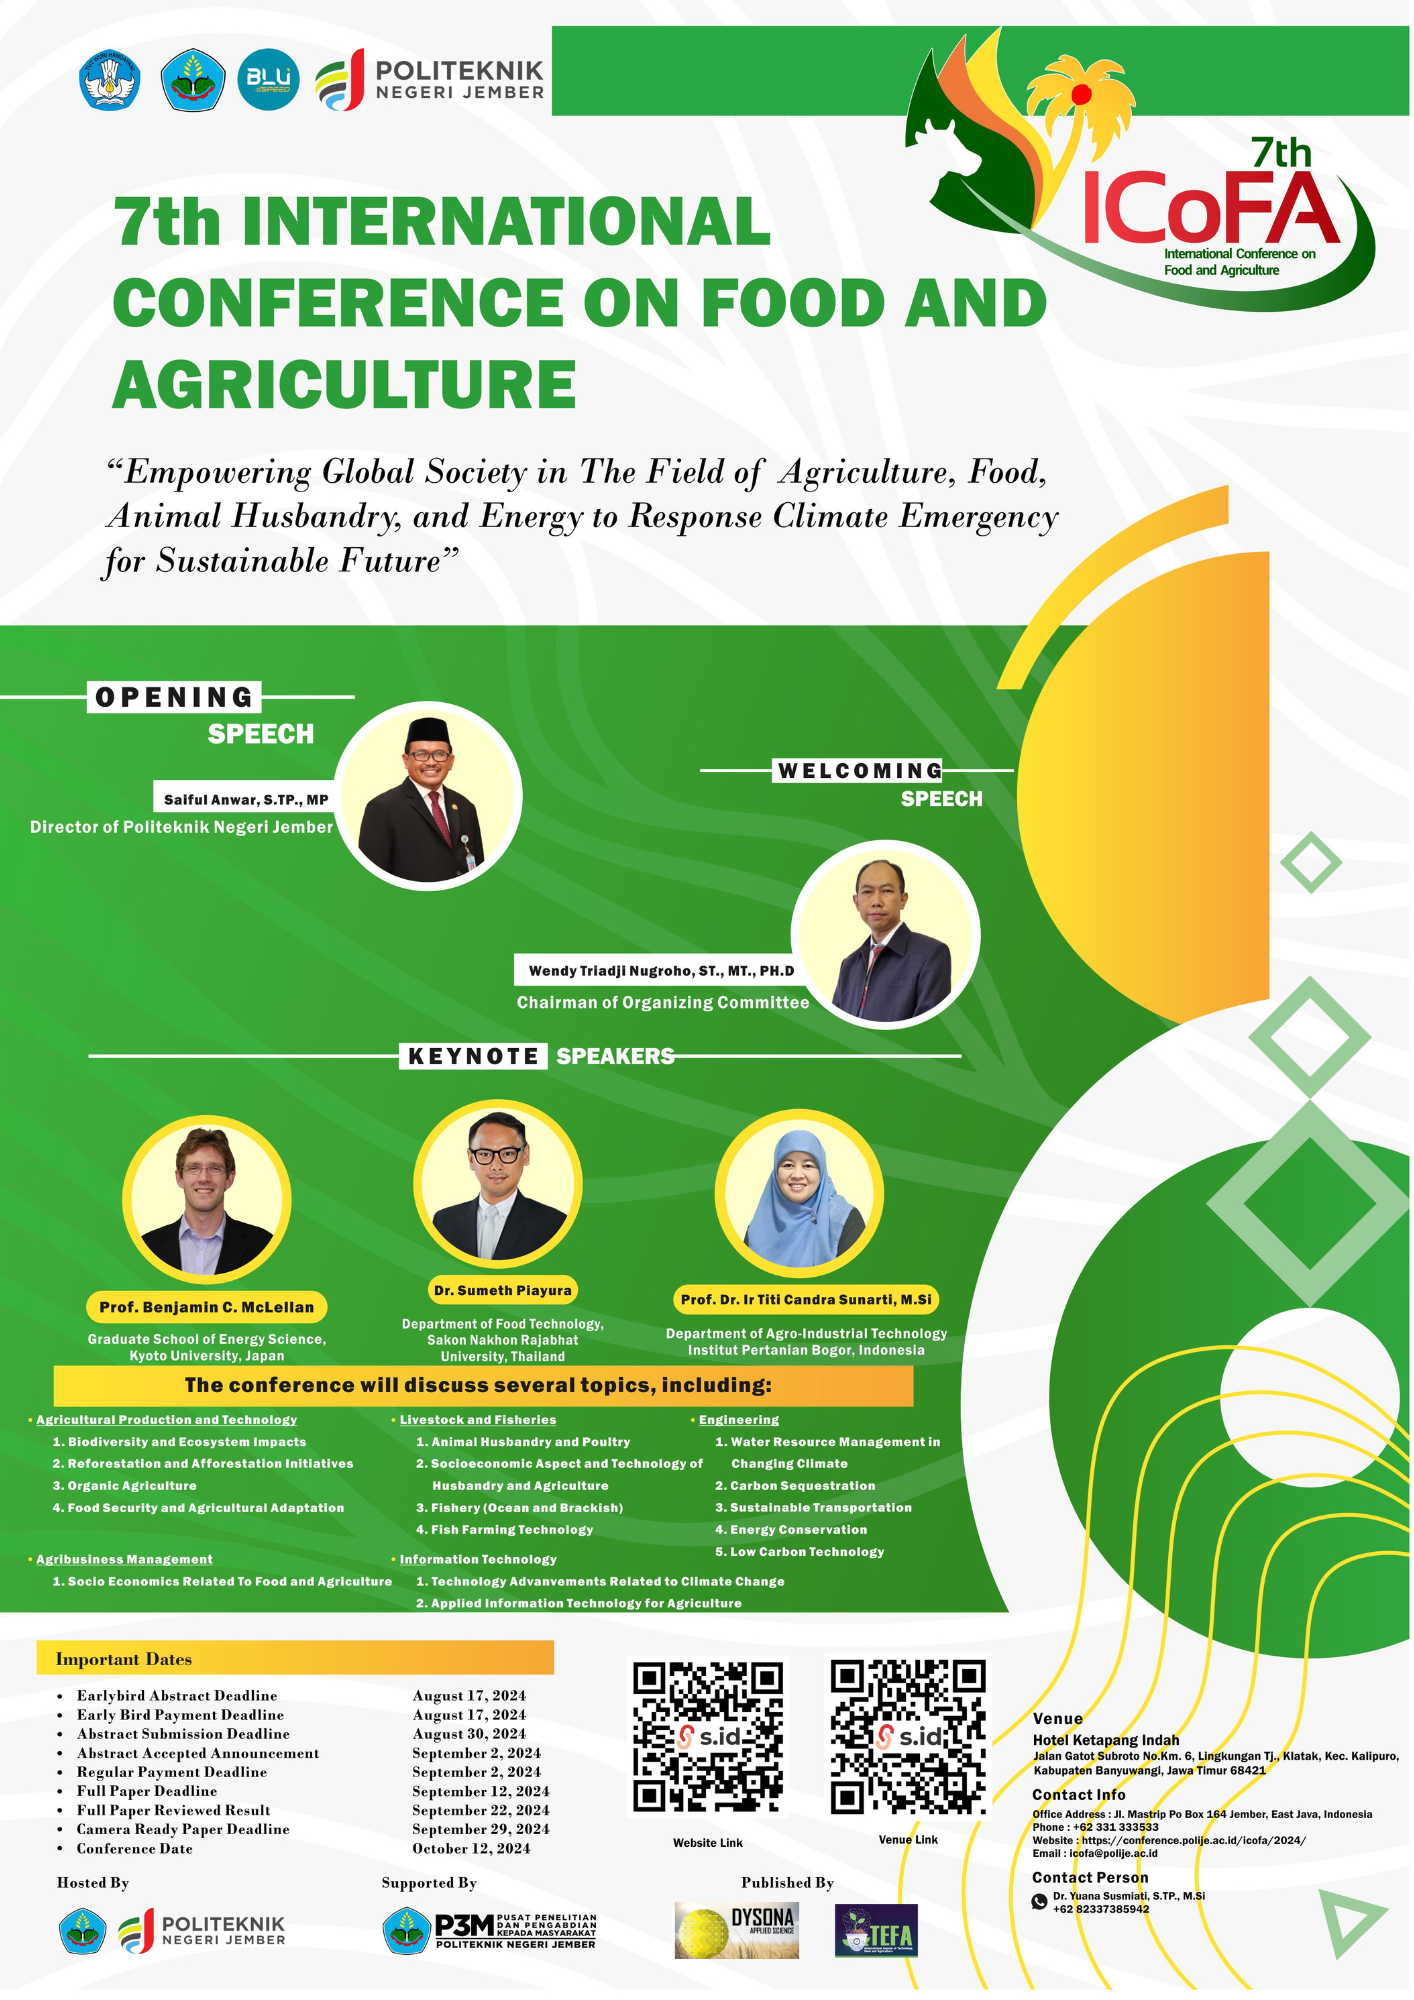 TUT WURI HANDAYANI
BLU
SPEED
POLITEKNIK
NEGERI JEMBER
7th
ICoFA
International Conference on
Food and Agriculture
7th INTERNATIONAL
CONFERENCE ON FOOD AND
AGRICULTURE
“Empowering Global Society in The Field of Agriculture, Food,
Animal Husbandry, and Energy to Response Climate Emergency
for Sustainable Future”
OPENING
SPEECH
Saiful Anwar, S.TP., MP
Director of Politeknik Negeri Jember
WELCOMING
SPEECH
Wendy Triadji Nugroho, ST., MT., PH.D
Chairman of Organizing Committee
KEYNOTE SPEAKERS
Prof. Benjamin C. McLellan
Graduate School of Energy Science,
Kyoto University, Japan
Dr. Sumeth Piayura
Department of Food Technology,
Sakon Nakhon Rajabhat
University, Thailand
Prof. Dr. Ir Titi Candra Sunarti, M.Si
Department of Agro-Industrial Technology
Institut Pertanian Bogor, Indonesia
The conference will discuss several topics, including:
• Agricultural Production and Technology
1. Biodiversity and Ecosystem Impacts
2. Reforestation and Afforestation Initiatives
3. Organic Agriculture
4. Food Security and Agricultural Adaptation
• Agribusiness Management
1. Socio Economics Related To Food and Agriculture
• Livestock and Fisheries
1. Animal Husbandry and Poultry
2. Socioeconomic Aspect and Technology of
Husbandry and Agriculture
3. Fishery (Ocean and Brackish)
4. Fish Farming Technology
• Information Technology
1. Technology Advanvements Related to Climate Change
2. Applied Information Technology for Agriculture
• Engineering
1. Water Resource Management in
Changing Climate
2. Carbon Sequestration
3. Sustainable Transportation
4. Energy Conservation
5. Low Carbon Technology
Important Dates
• Earlybird Abstract Deadline August 17, 2024
• Early Bird Payment Deadline August 17, 2024
• Abstract Submission Deadline August 30, 2024
• Abstract Accepted Announcement September 2, 2024
• Regular Payment Deadline September 2, 2024
• Full Paper Deadline September 12, 2024
• Full Paper Reviewed Result September 22, 2024
• Camera Ready Paper Deadline September 29, 2024
• Conference Date October 12, 2024
s.id
Website Link
s.id
Venue Link
Venue
Hotel Ketapang Indah
Jalan Gatot Subroto No.Km. 6, Lingkungan Tj., Klatak, Kec. Kalipuro,
Kabupaten Banyuwangi, Jawa Timur 68421
Contact Info
Office Address : Jl. Mastrip Po Box 164 Jember, East Java, Indonesia
Phone : +62 331 333533
Website : https://conference.polije.ac.id/icofa/2024/
Email : icofa@polije.ac.id
Contact Person
Dr. Yuana Susmiati, S.TP., M.Si
+62 82337385942
Hosted By
POLITEKNIK
NEGERI JEMBER
Supported By
P3M
PUSAT PENELITIAN
DAN PENGABDIAN
KEPADA MASYARAKAT
POLITEKNIK NEGERI JEMBER
Published By
DYSONA
APPLIED SCIENCE
TEFA